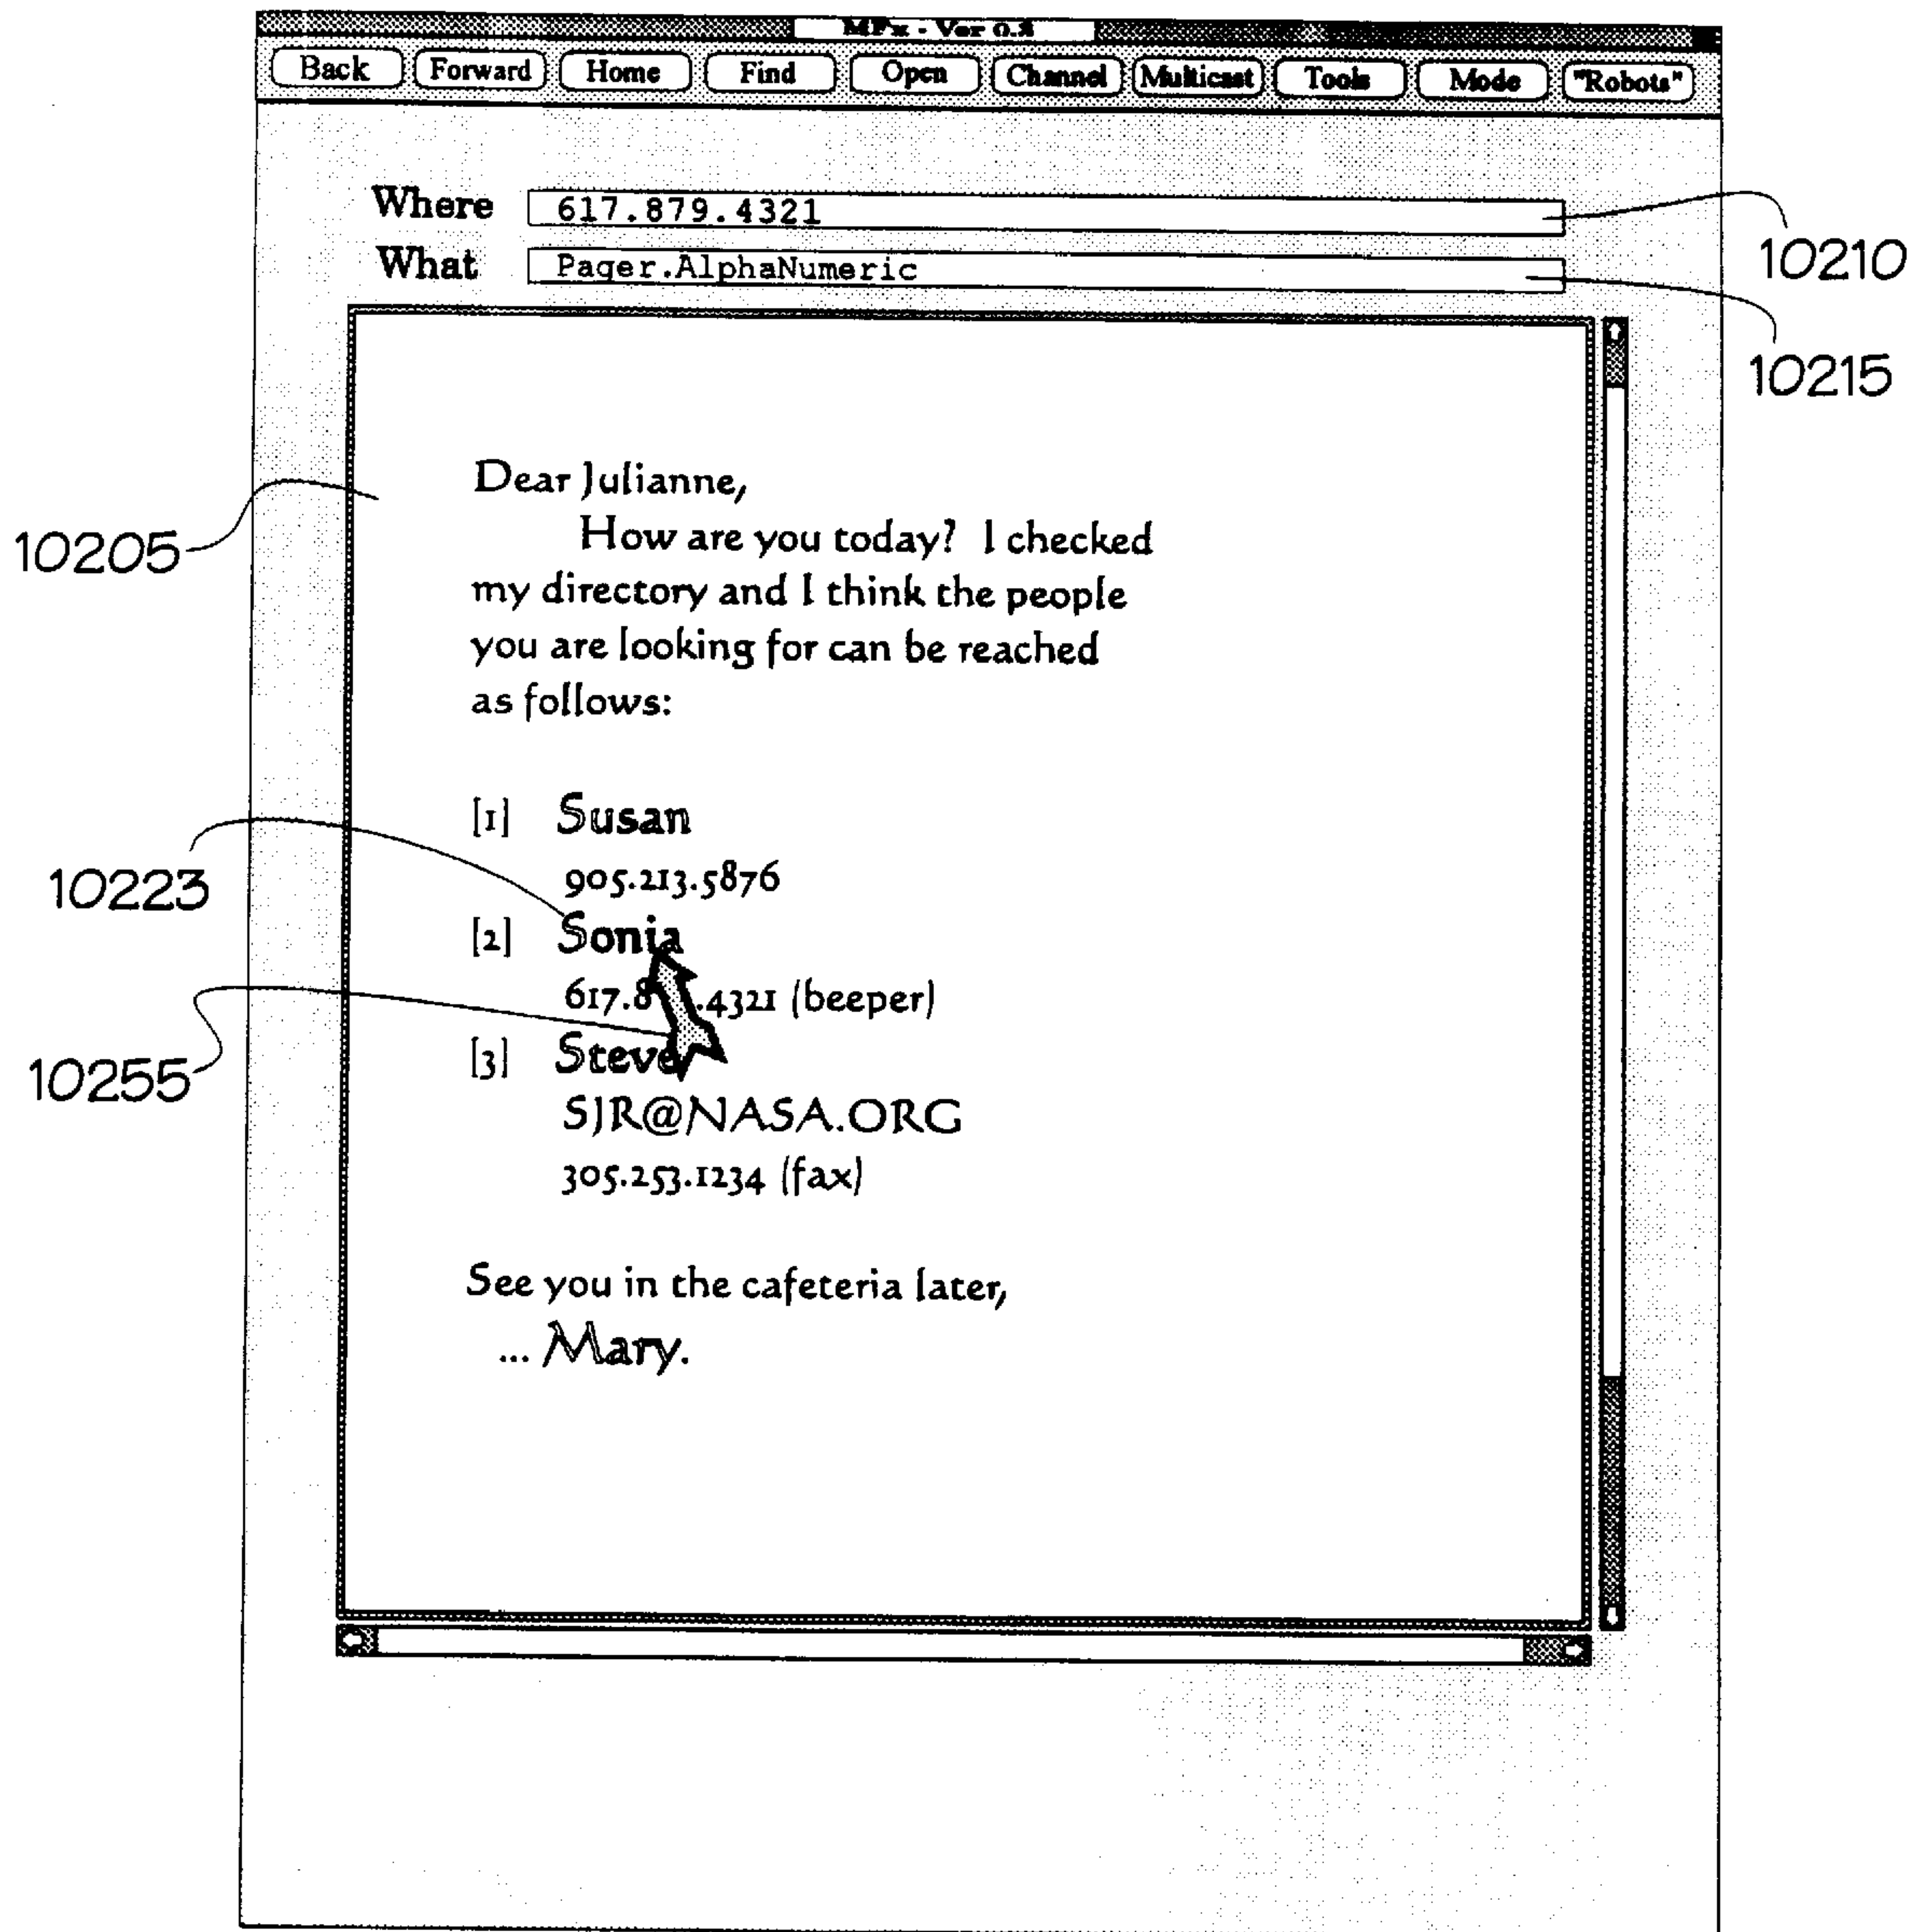 MPx - Ver 0.8
Back Forward Home Find Open Channel Multicast Tools Mode "Robots"
Where 617.879.4321
10210
What Pager.AlphaNumeric
10215
Dear Julianne,
10205
How are you today? I checked
my directory and I think the people
you are looking for can be reached
as follows:
[1] Susan
10223
905.213.5876
[2] Sonia
617.8 .4321 (beeper)
10255
[3] Steve
SJR@NASA.ORG
305.253.1234 (fax)
See you in the cafeteria later,
... Mary.